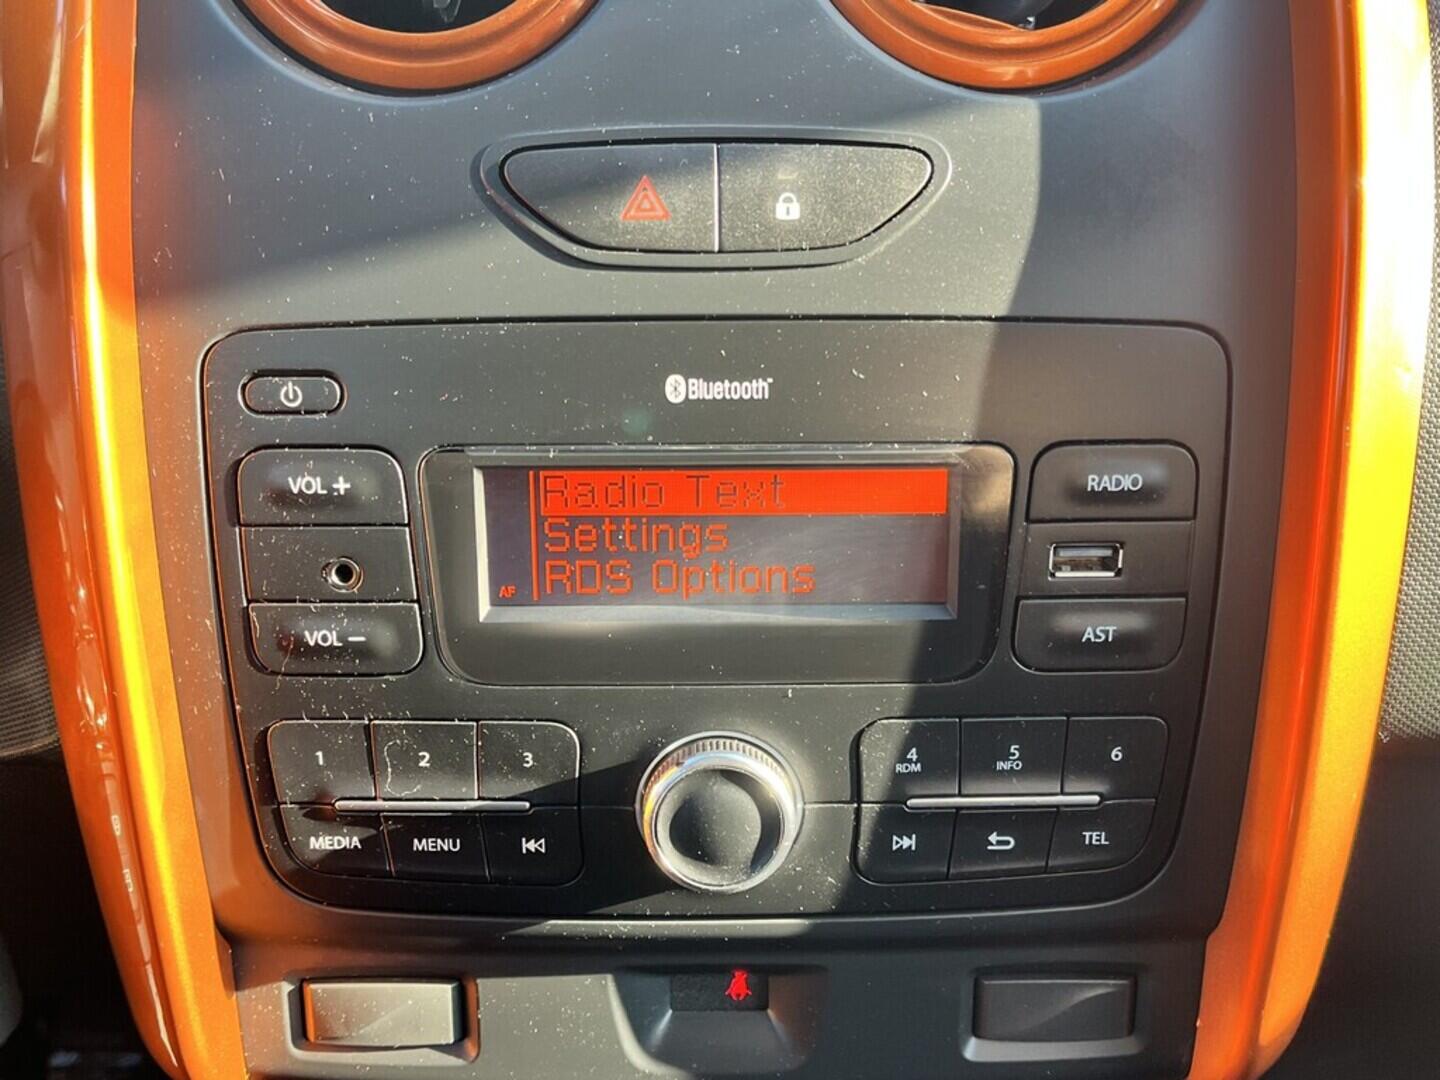 Bluetooth
VOL +
Radio Text
RADIO
Settings
RDS Options
AF
VOL –
AST
1
2
3
4
RDM
5
INFO
6
MEDIA
MENU
TEL